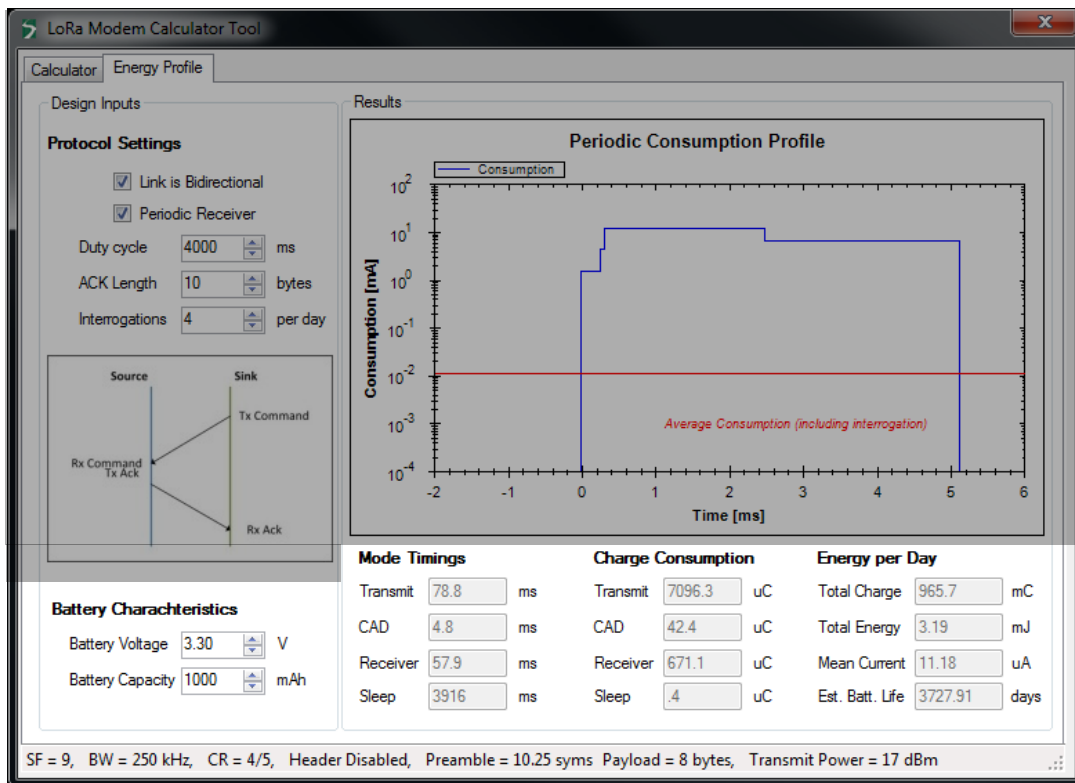 LoRa Modem Calculator Tool
Calculator
Energy Profile
Design Inputs
Protocol Settings
Link is Bidirectional
Periodic Receiver
Duty cycle 4000 ms
ACK Length 10 bytes
Interrogations 4 per day
Source Sink
Tx Command
Rx Command
Tx Ack
Rx Ack
Battery Charachteristics
Battery Voltage 3.30 V
Battery Capacity 1000 mAh
Results
Periodic Consumption Profile
Consumption
Consumption [mA]
10^2
10^1
10^0
10^-1
10^-2
10^-3
10^-4
Average Consumption (including interrogation)
-2 -1 0 1 2 3 4 5 6
Time [ms]
Mode Timings
Transmit 78.8 ms
CAD 4.8 ms
Receiver 57.9 ms
Sleep 3916 ms
Charge Consumption
Transmit 7096.3 uC
CAD 42.4 uC
Receiver 671.1 uC
Sleep .4 uC
Energy per Day
Total Charge 965.7 mC
Total Energy 3.19 mJ
Mean Current 11.18 uA
Est. Batt. Life 3727.91 days
SF = 9, BW = 250 kHz, CR = 4/5, Header Disabled, Preamble = 10.25 syms Payload = 8 bytes, Transmit Power = 17 dBm